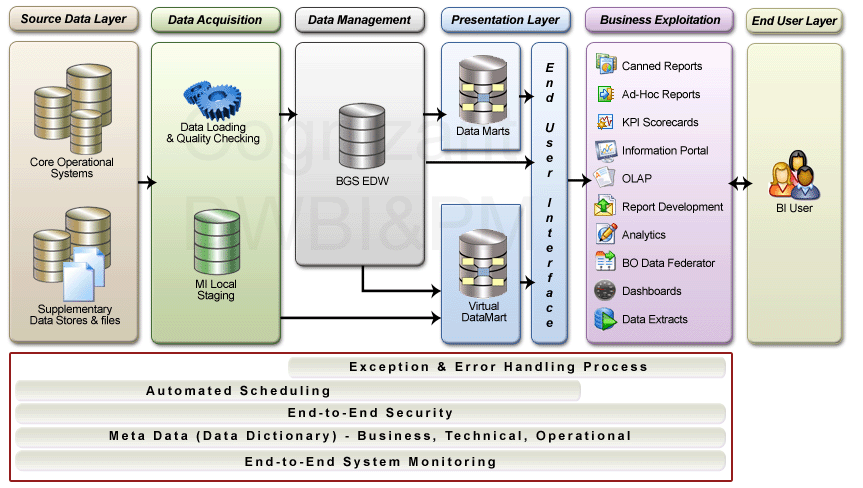 Source Data Layer
Data Acquisition
Data Management
Presentation Layer
Business Exploitation
End User Layer
Core Operational
Systems
Supplementary
Data Stores & files
Data Loading
& Quality Checking
MI Local
Staging
BGS EDW
Data Marts
Virtual
DataMart
End User Interface
Canned Reports
Ad-Hoc Reports
KPI Scorecards
Information Portal
OLAP
Report Development
Analytics
BO Data Federator
Dashboards
Data Extracts
BI User
Cognizant
DWBI&PM
Exception & Error Handling Process
Automated Scheduling
End-to-End Security
Meta Data (Data Dictionary) - Business, Technical, Operational
End-to-End System Monitoring